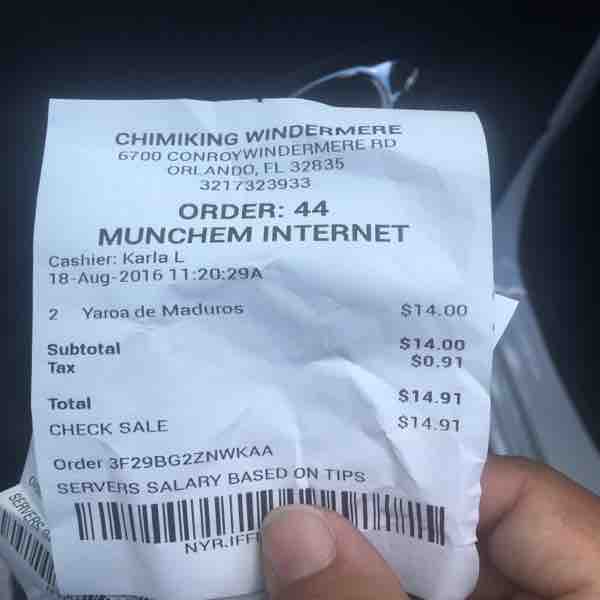 CHIMIKING WINDERMERE
6700 CONROYWINDERMERE RD
ORLANDO, FL 32835
3217323933
ORDER: 44
MUNCHEM INTERNET
Cashier: Karla L
18-Aug-2016 11:20:29A
2 Yaroa de Maduros $14.00
Subtotal $14.00
Tax $0.91
Total $14.91
CHECK SALE $14.91
Order 3F29BG2ZNWKAA
SERVERS SALARY BASED ON TIPS
SERVERS